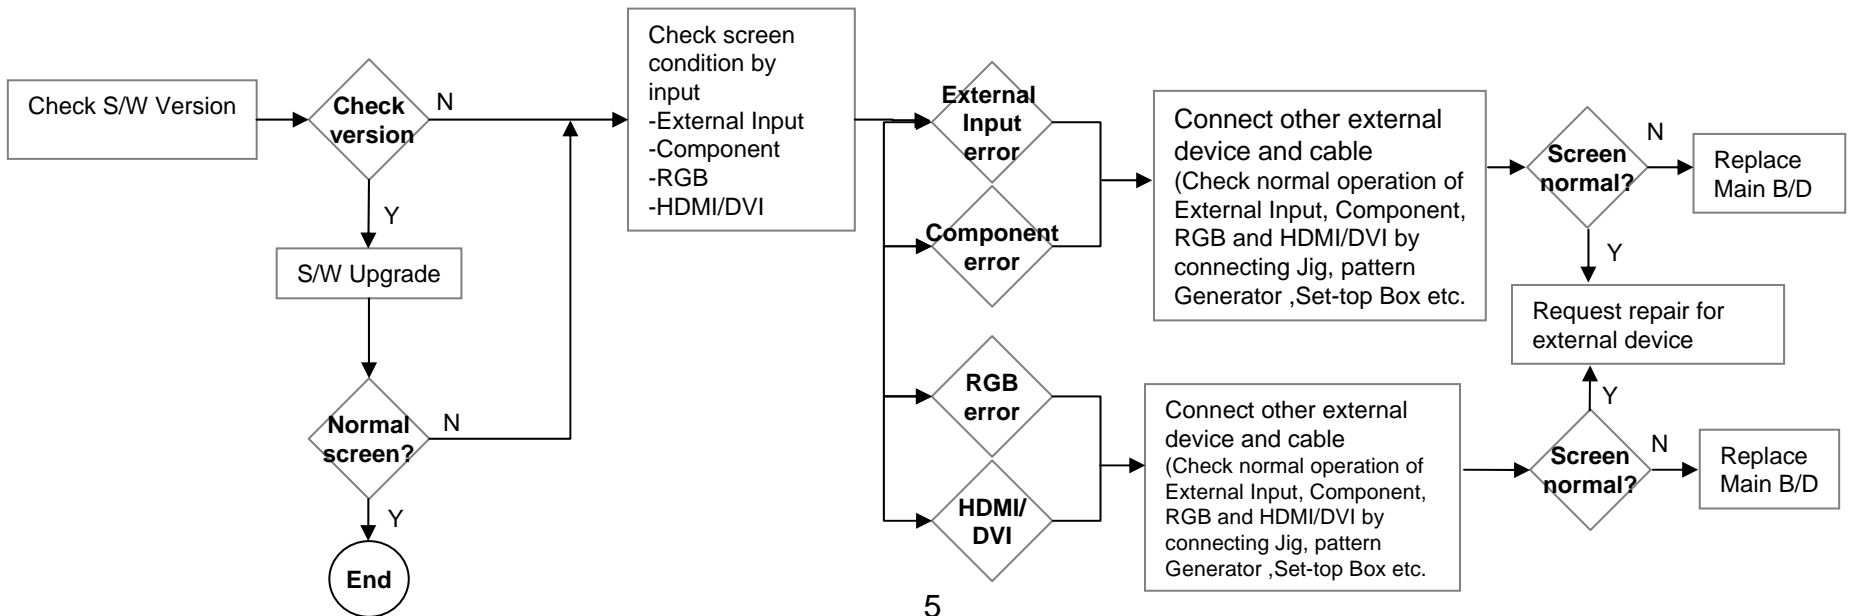 Check S/W Version
Check
version
N
Y
S/W Upgrade
Normal
screen?
N
Y
End
Check screen
condition by
input
-External Input
-Component
-RGB
-HDMI/DVI
External
Input
error
Component
error
RGB
error
HDMI/
DVI
Connect other external
device and cable
(Check normal operation of
External Input, Component,
RGB and HDMI/DVI by
connecting Jig, pattern
Generator ,Set-top Box etc.
Connect other external
device and cable
(Check normal operation of
External Input, Component,
RGB and HDMI/DVI by
connecting Jig, pattern
Generator ,Set-top Box etc.
Screen
normal?
N
Replace
Main B/D
Y
Request repair for
external device
Y
Screen
normal?
N
Replace
Main B/D
5